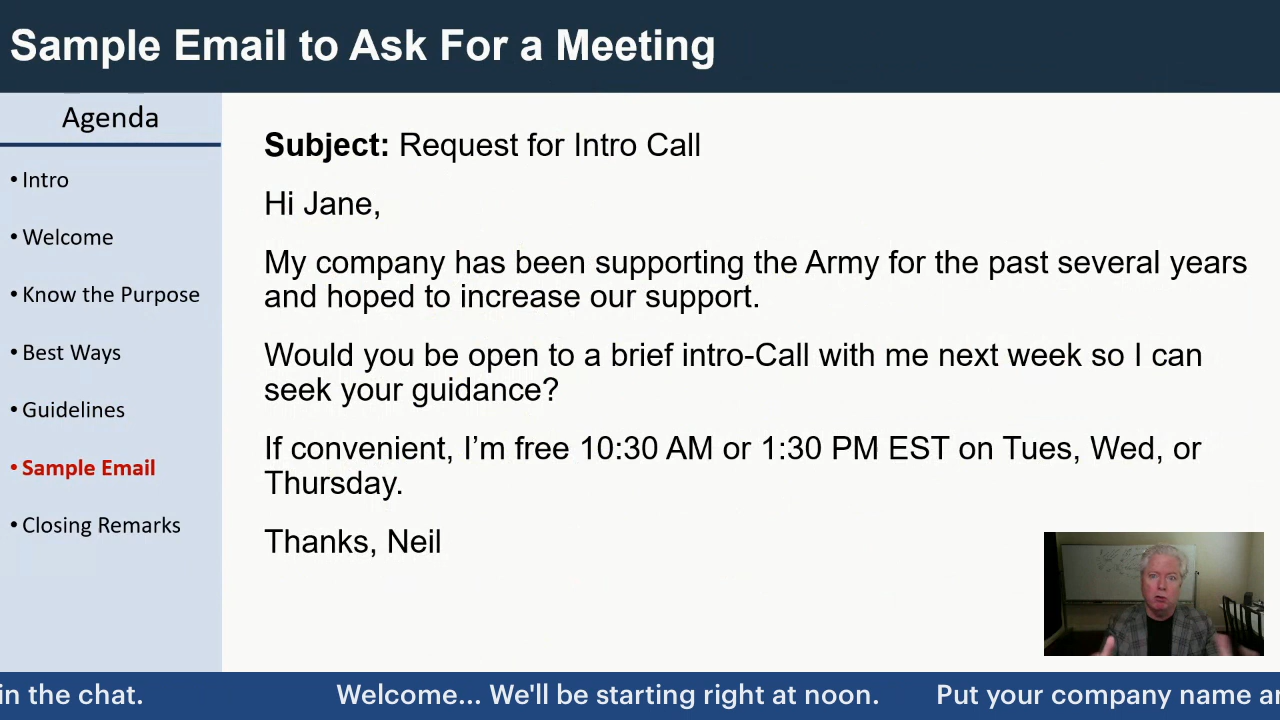 Sample Email to Ask For a Meeting
Agenda
• Intro
• Welcome
• Know the Purpose
• Best Ways
• Guidelines
• Sample Email
• Closing Remarks
Subject: Request for Intro Call
Hi Jane,
My company has been supporting the Army for the past several years
and hoped to increase our support.
Would you be open to a brief intro-Call with me next week so I can
seek your guidance?
If convenient, I’m free 10:30 AM or 1:30 PM EST on Tues, Wed, or
Thursday.
Thanks, Neil
in the chat. Welcome... We'll be starting right at noon. Put your company name